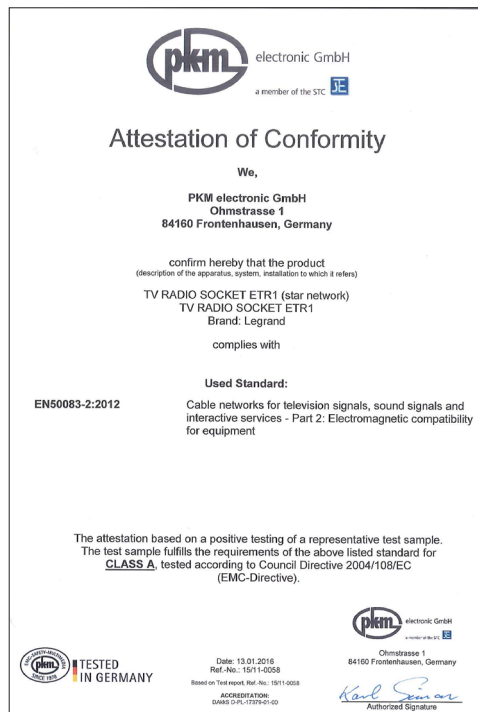 pkm
electronic GmbH
a member of the STC
Attestation of Conformity
We,
PKM electronic GmbH
Ohmstrasse 1
84160 Frontenhausen, Germany
confirm hereby that the product
(description of the apparatus, system, installation to which it refers)
TV RADIO SOCKET ETR1 (star network)
TV RADIO SOCKET ETR1
Brand: Legrand
complies with
Used Standard:
EN50083-2:2012
Cable networks for television signals, sound signals and
interactive services - Part 2: Electromagnetic compatibility
for equipment
The attestation based on a positive testing of a representative test sample.
The test sample fulfills the requirements of the above listed standard for
CLASS A, tested according to Council Directive 2004/108/EC
(EMC-Directive).
pkm
electronic GmbH
a member of the STC
Ohmstrasse 1
84160 Frontenhausen, Germany
pkm
SINCE 1978
TESTED
IN GERMANY
Date: 13.01.2016
Ref.-No.: 15/11-0058
Based on Test report, Ref.-No.: 15/11-0058
ACCREDITATION:
DAkkS D-PL-17379-01-00
Karl
Authorized Signature